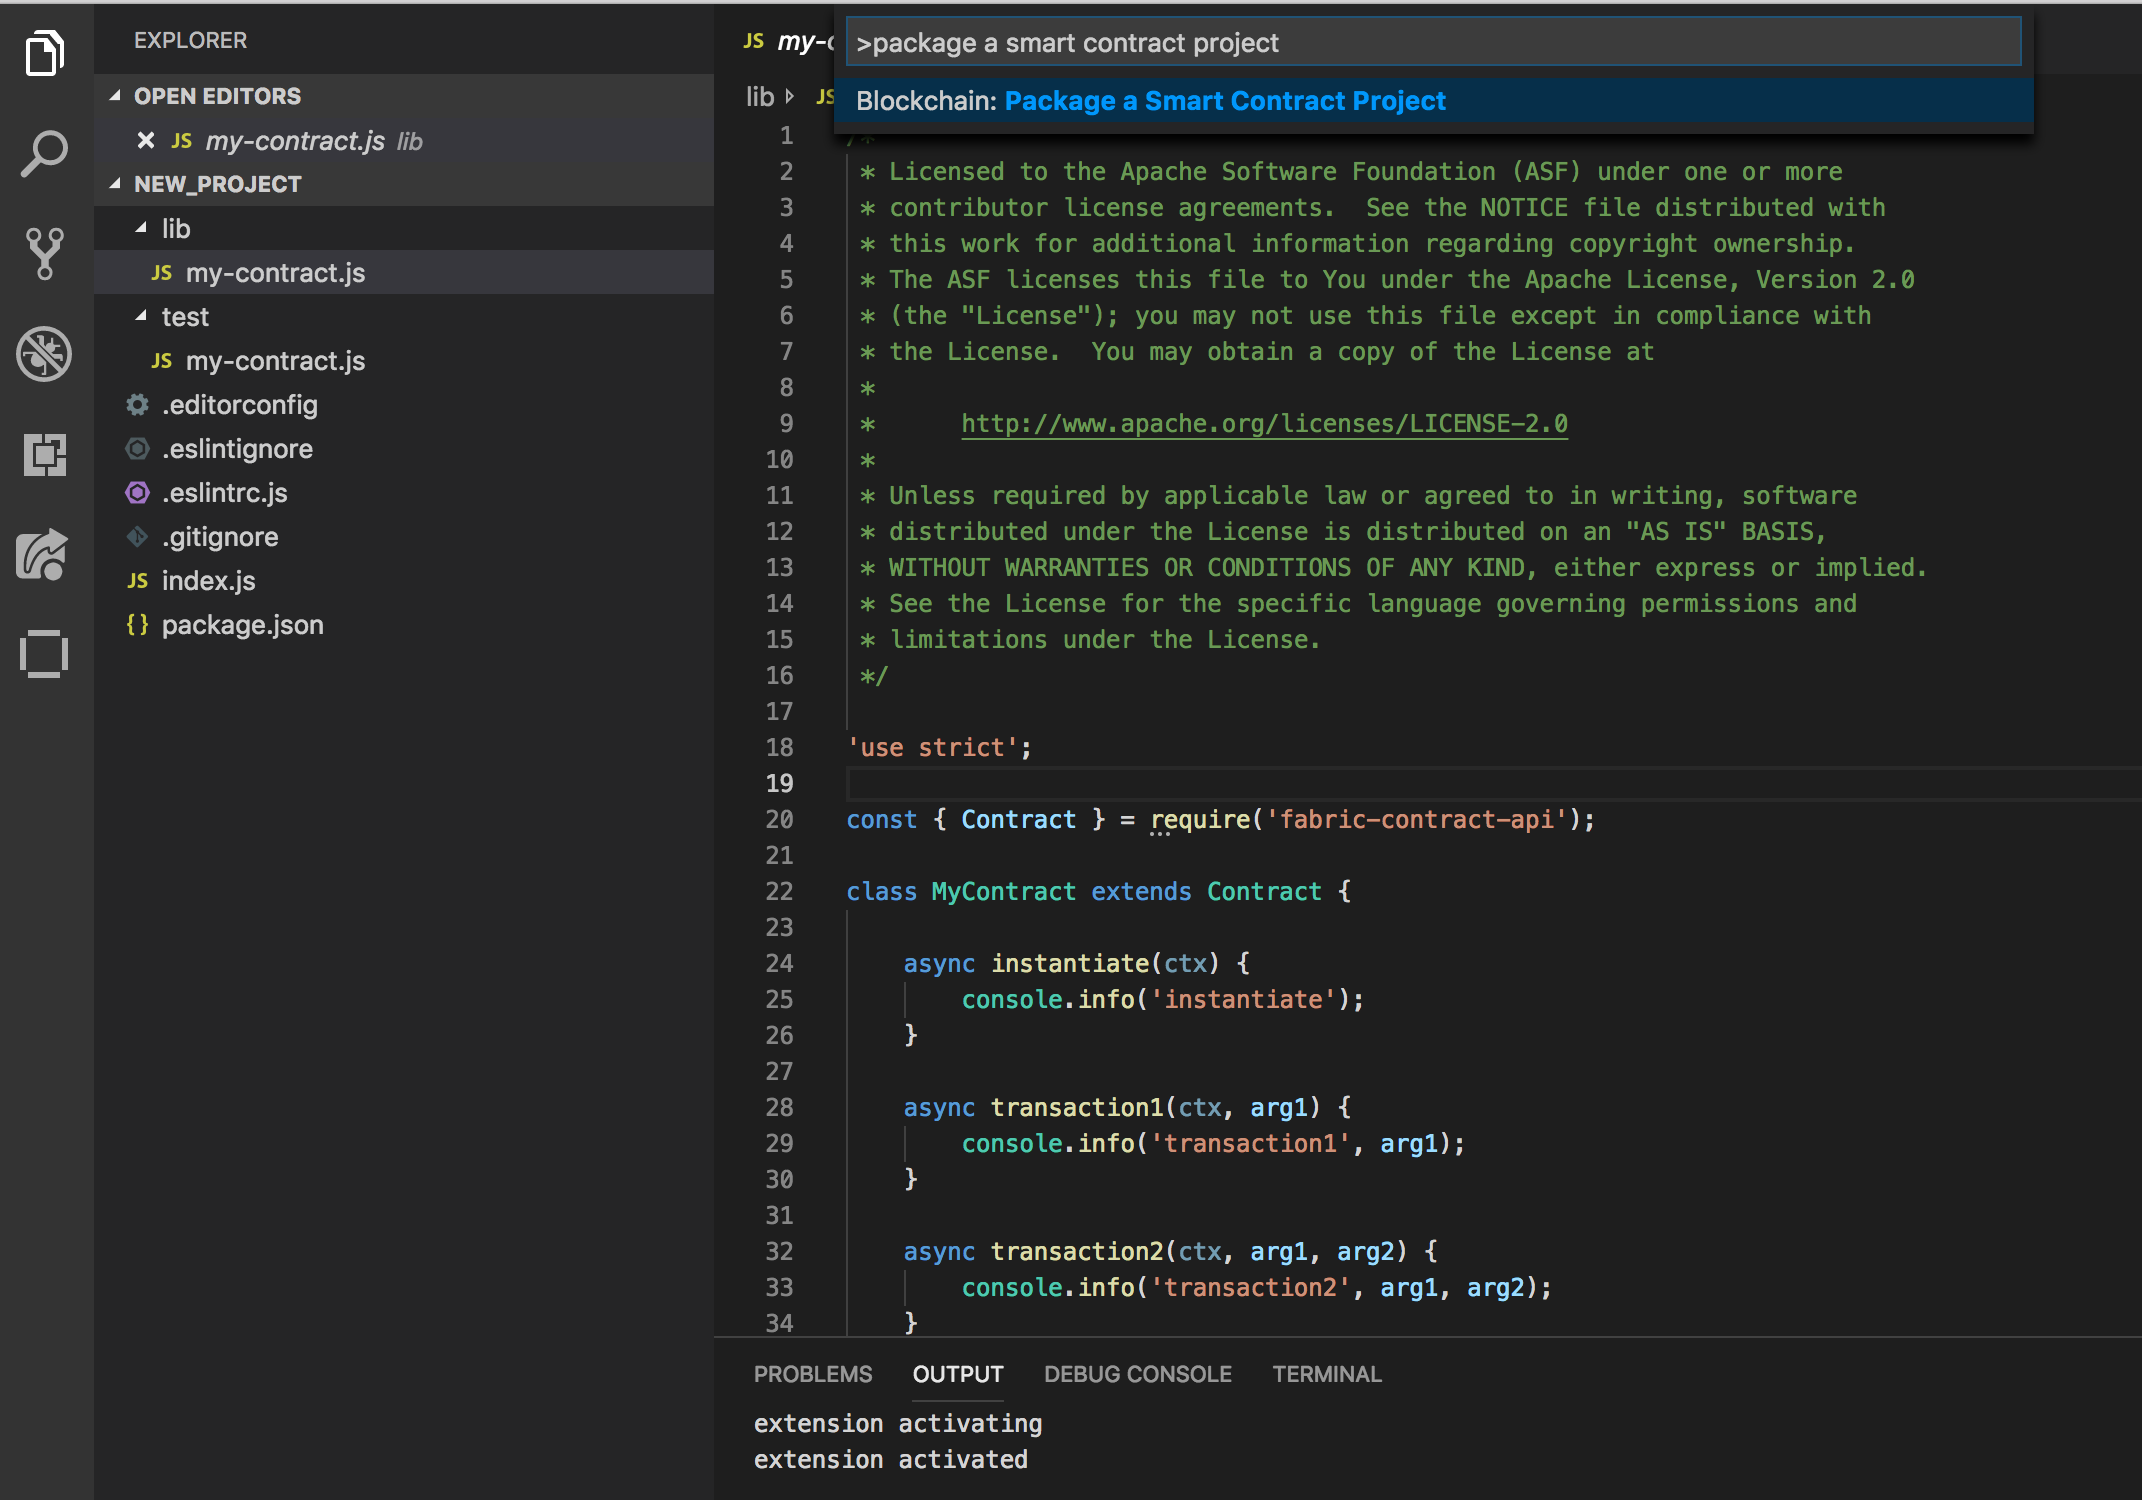 EXPLORER
OPEN EDITORS
JS my-contract.js lib
NEW_PROJECT
lib
JS my-contract.js
test
JS my-contract.js
.editorconfig
.eslintignore
.eslintrc.js
.gitignore
JS index.js
{} package.json
JS my-c
>package a smart contract project
Blockchain: Package a Smart Contract Project
lib JS
1 /*
2 * Licensed to the Apache Software Foundation (ASF) under one or more
3 * contributor license agreements.  See the NOTICE file distributed with
4 * this work for additional information regarding copyright ownership.
5 * The ASF licenses this file to You under the Apache License, Version 2.0
6 * (the "License"); you may not use this file except in compliance with
7 * the License.  You may obtain a copy of the License at
8 *
9 *      http://www.apache.org/licenses/LICENSE-2.0
10 *
11 * Unless required by applicable law or agreed to in writing, software
12 * distributed under the License is distributed on an "AS IS" BASIS,
13 * WITHOUT WARRANTIES OR CONDITIONS OF ANY KIND, either express or implied.
14 * See the License for the specific language governing permissions and
15 * limitations under the License.
16 */
17
18 'use strict';
19
20 const { Contract } = require('fabric-contract-api');
21
22 class MyContract extends Contract {
23
24     async instantiate(ctx) {
25         console.info('instantiate');
26     }
27
28     async transaction1(ctx, arg1) {
29         console.info('transaction1', arg1);
30     }
31
32     async transaction2(ctx, arg1, arg2) {
33         console.info('transaction2', arg1, arg2);
34     }
PROBLEMS OUTPUT DEBUG CONSOLE TERMINAL
extension activating
extension activated